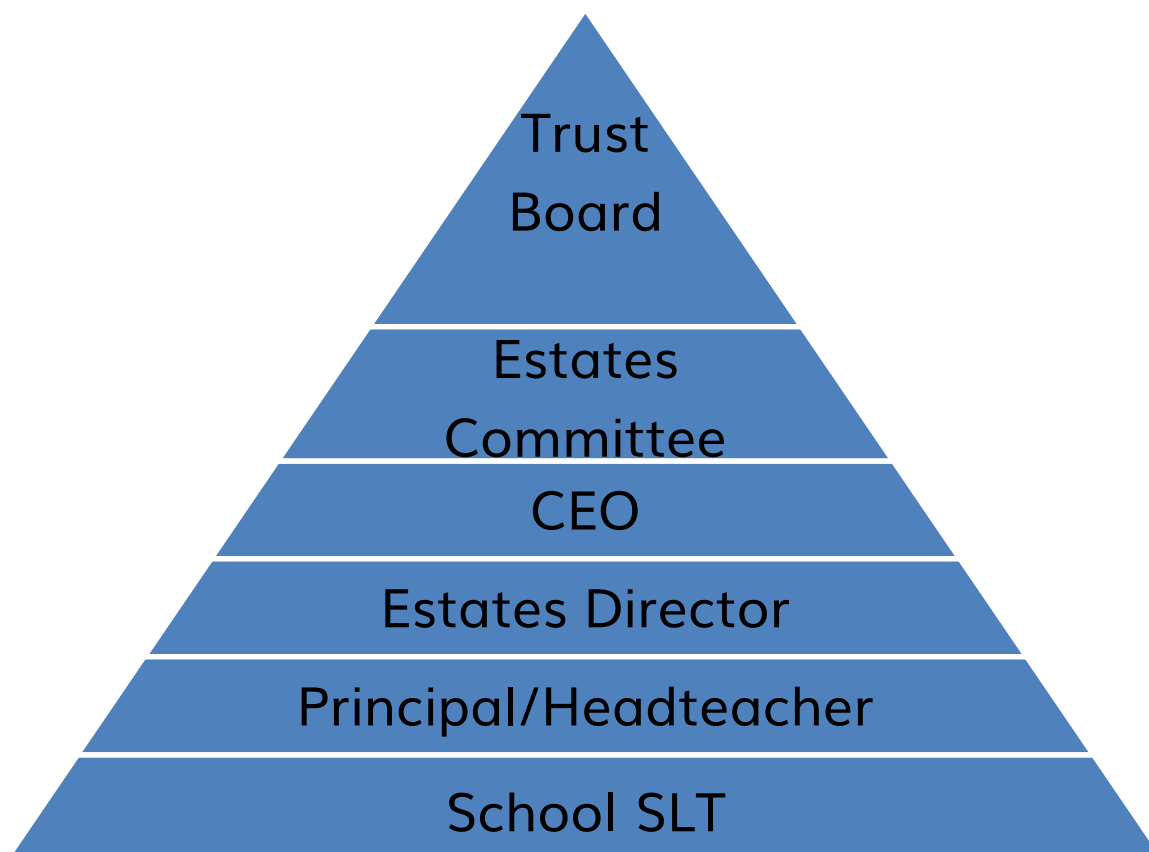 Trust
Board
Estates
Committee
CEO
Estates Director
Principal/Headteacher
School SLT